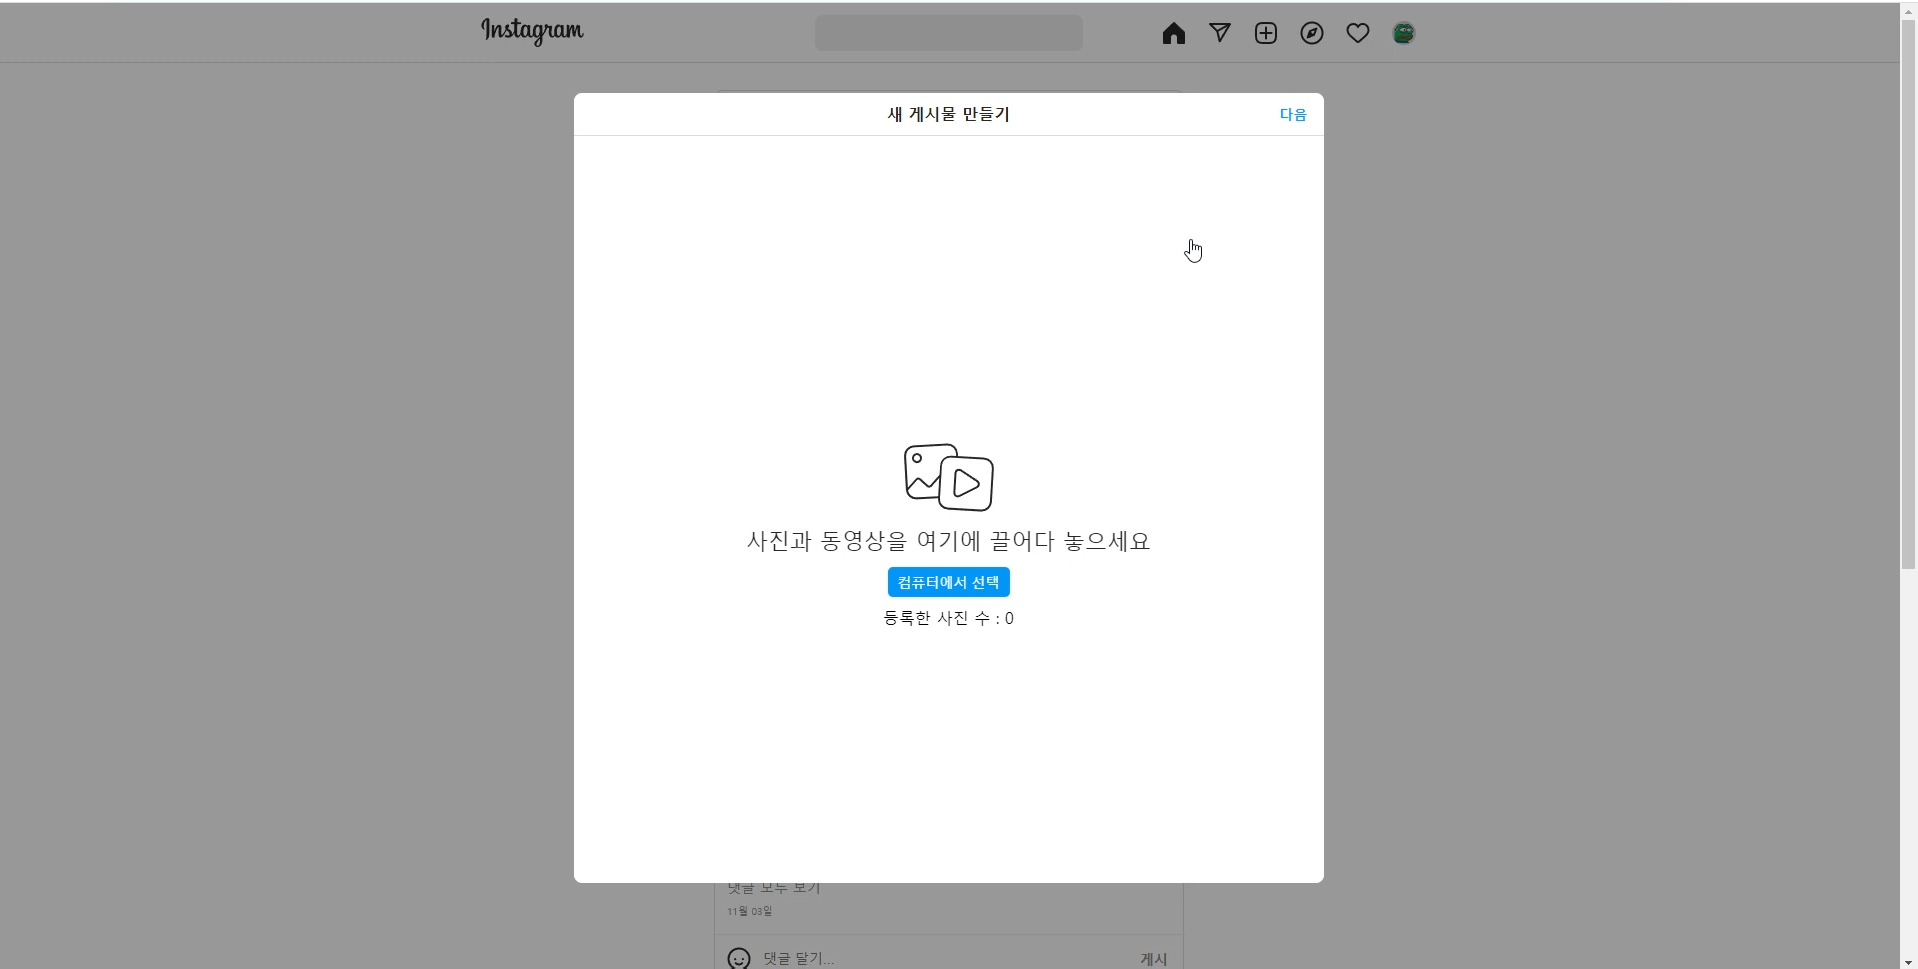 Instagram
새 게시물 만들기
다음
사진과 동영상을 여기에 끌어다 놓으세요
컴퓨터에서 선택
등록한 사진 수 : 0
댓글 모두 보기
11월 03일
댓글 달기...
게시